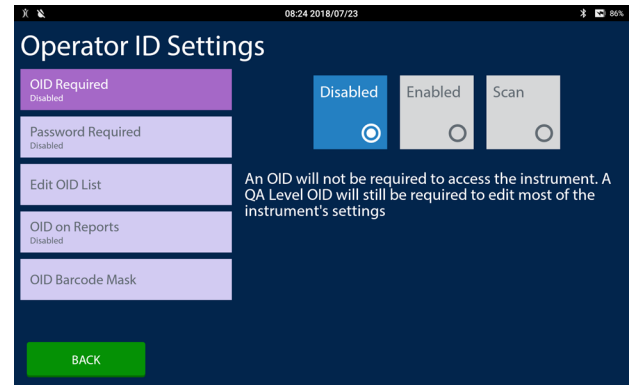 08:24 2018/07/23
86%
Operator ID Settings
OID Required
Disabled
Password Required
Disabled
Edit OID List
OID on Reports
Disabled
OID Barcode Mask
BACK
Disabled
Enabled
Scan
An OID will not be required to access the instrument. A
QA Level OID will still be required to edit most of the
instrument's settings